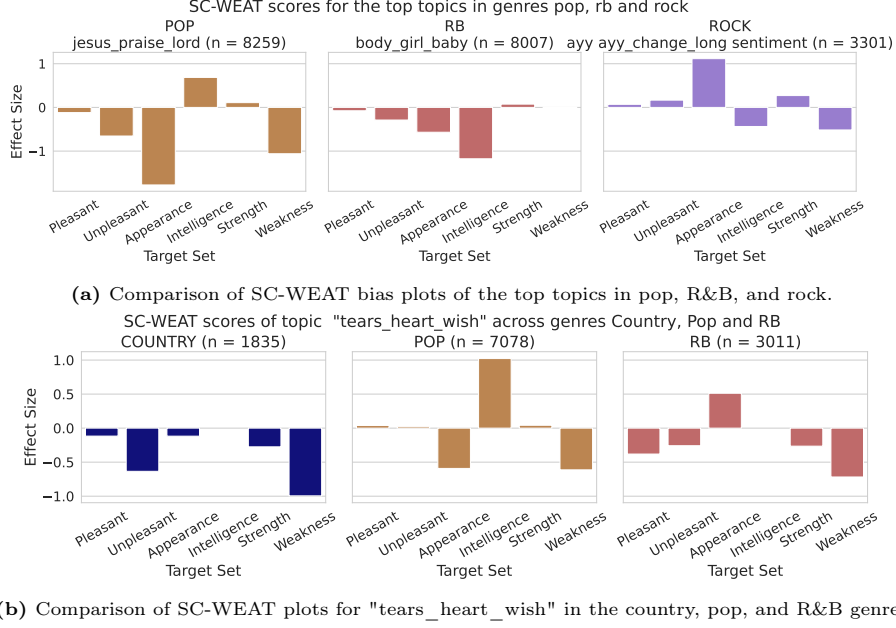 SC-WEAT scores for the top topics in genres pop, rb and rock
POP
jesus_praise_lord (n = 8259)
RB
body_girl_baby (n = 8007)
ROCK
ayy ayy_change_long sentiment (n = 3301)
Effect Size
1
0
−1
Pleasant
Unpleasant
Appearance
Intelligence
Strength
Weakness
Target Set
Pleasant
Unpleasant
Appearance
Intelligence
Strength
Weakness
Target Set
Pleasant
Unpleasant
Appearance
Intelligence
Strength
Weakness
Target Set
(a) Comparison of SC-WEAT bias plots of the top topics in pop, R&B, and rock.
SC-WEAT scores of topic  "tears_heart_wish" across genres Country, Pop and RB
COUNTRY (n = 1835)
POP (n = 7078)
RB (n = 3011)
Effect Size
1.0
0.5
0.0
−0.5
−1.0
Pleasant
Unpleasant
Appearance
Intelligence
Strength
Weakness
Target Set
Pleasant
Unpleasant
Appearance
Intelligence
Strength
Weakness
Target Set
Pleasant
Unpleasant
Appearance
Intelligence
Strength
Weakness
Target Set
(b) Comparison of SC-WEAT plots for "tears_heart_wish" in the country, pop, and R&B genre